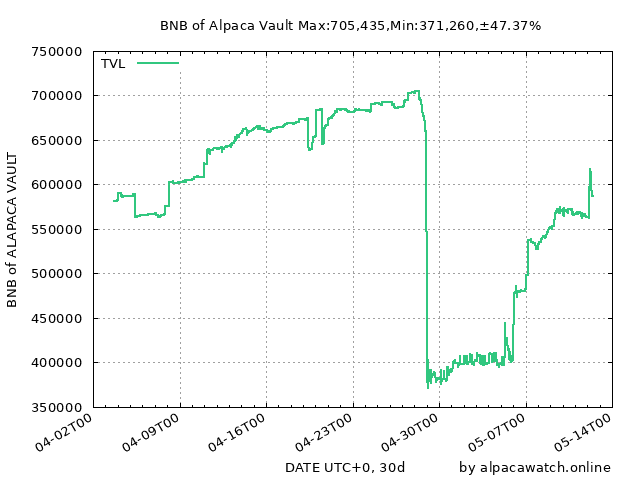 BNB of Alpaca Vault Max:705,435,Min:371,260,±47.37%
TVL
750000
700000
650000
600000
550000
500000
450000
400000
350000
BNB of ALAPACA VAULT
04-02T00
04-09T00
04-16T00
04-23T00
04-30T00
05-07T00
05-14T00
DATE UTC+0, 30d
by alpacawatch.online